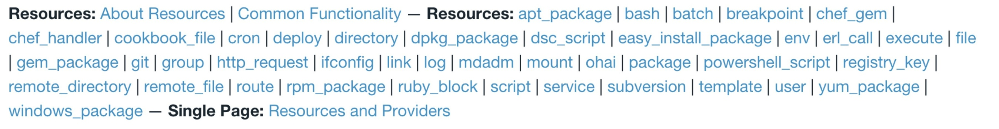 Resources: About Resources | Common Functionality — Resources: apt_package | bash | batch | breakpoint | chef_gem |
chef_handler | cookbook_file | cron | deploy | directory | dpkg_package | dsc_script | easy_install_package | env | erl_call | execute | file
| gem_package | git | group | http_request | ifconfig | link | log | mdadm | mount | ohai | package | powershell_script | registry_key |
remote_directory | remote_file | route | rpm_package | ruby_block | script | service | subversion | template | user | yum_package |
windows_package — Single Page: Resources and Providers